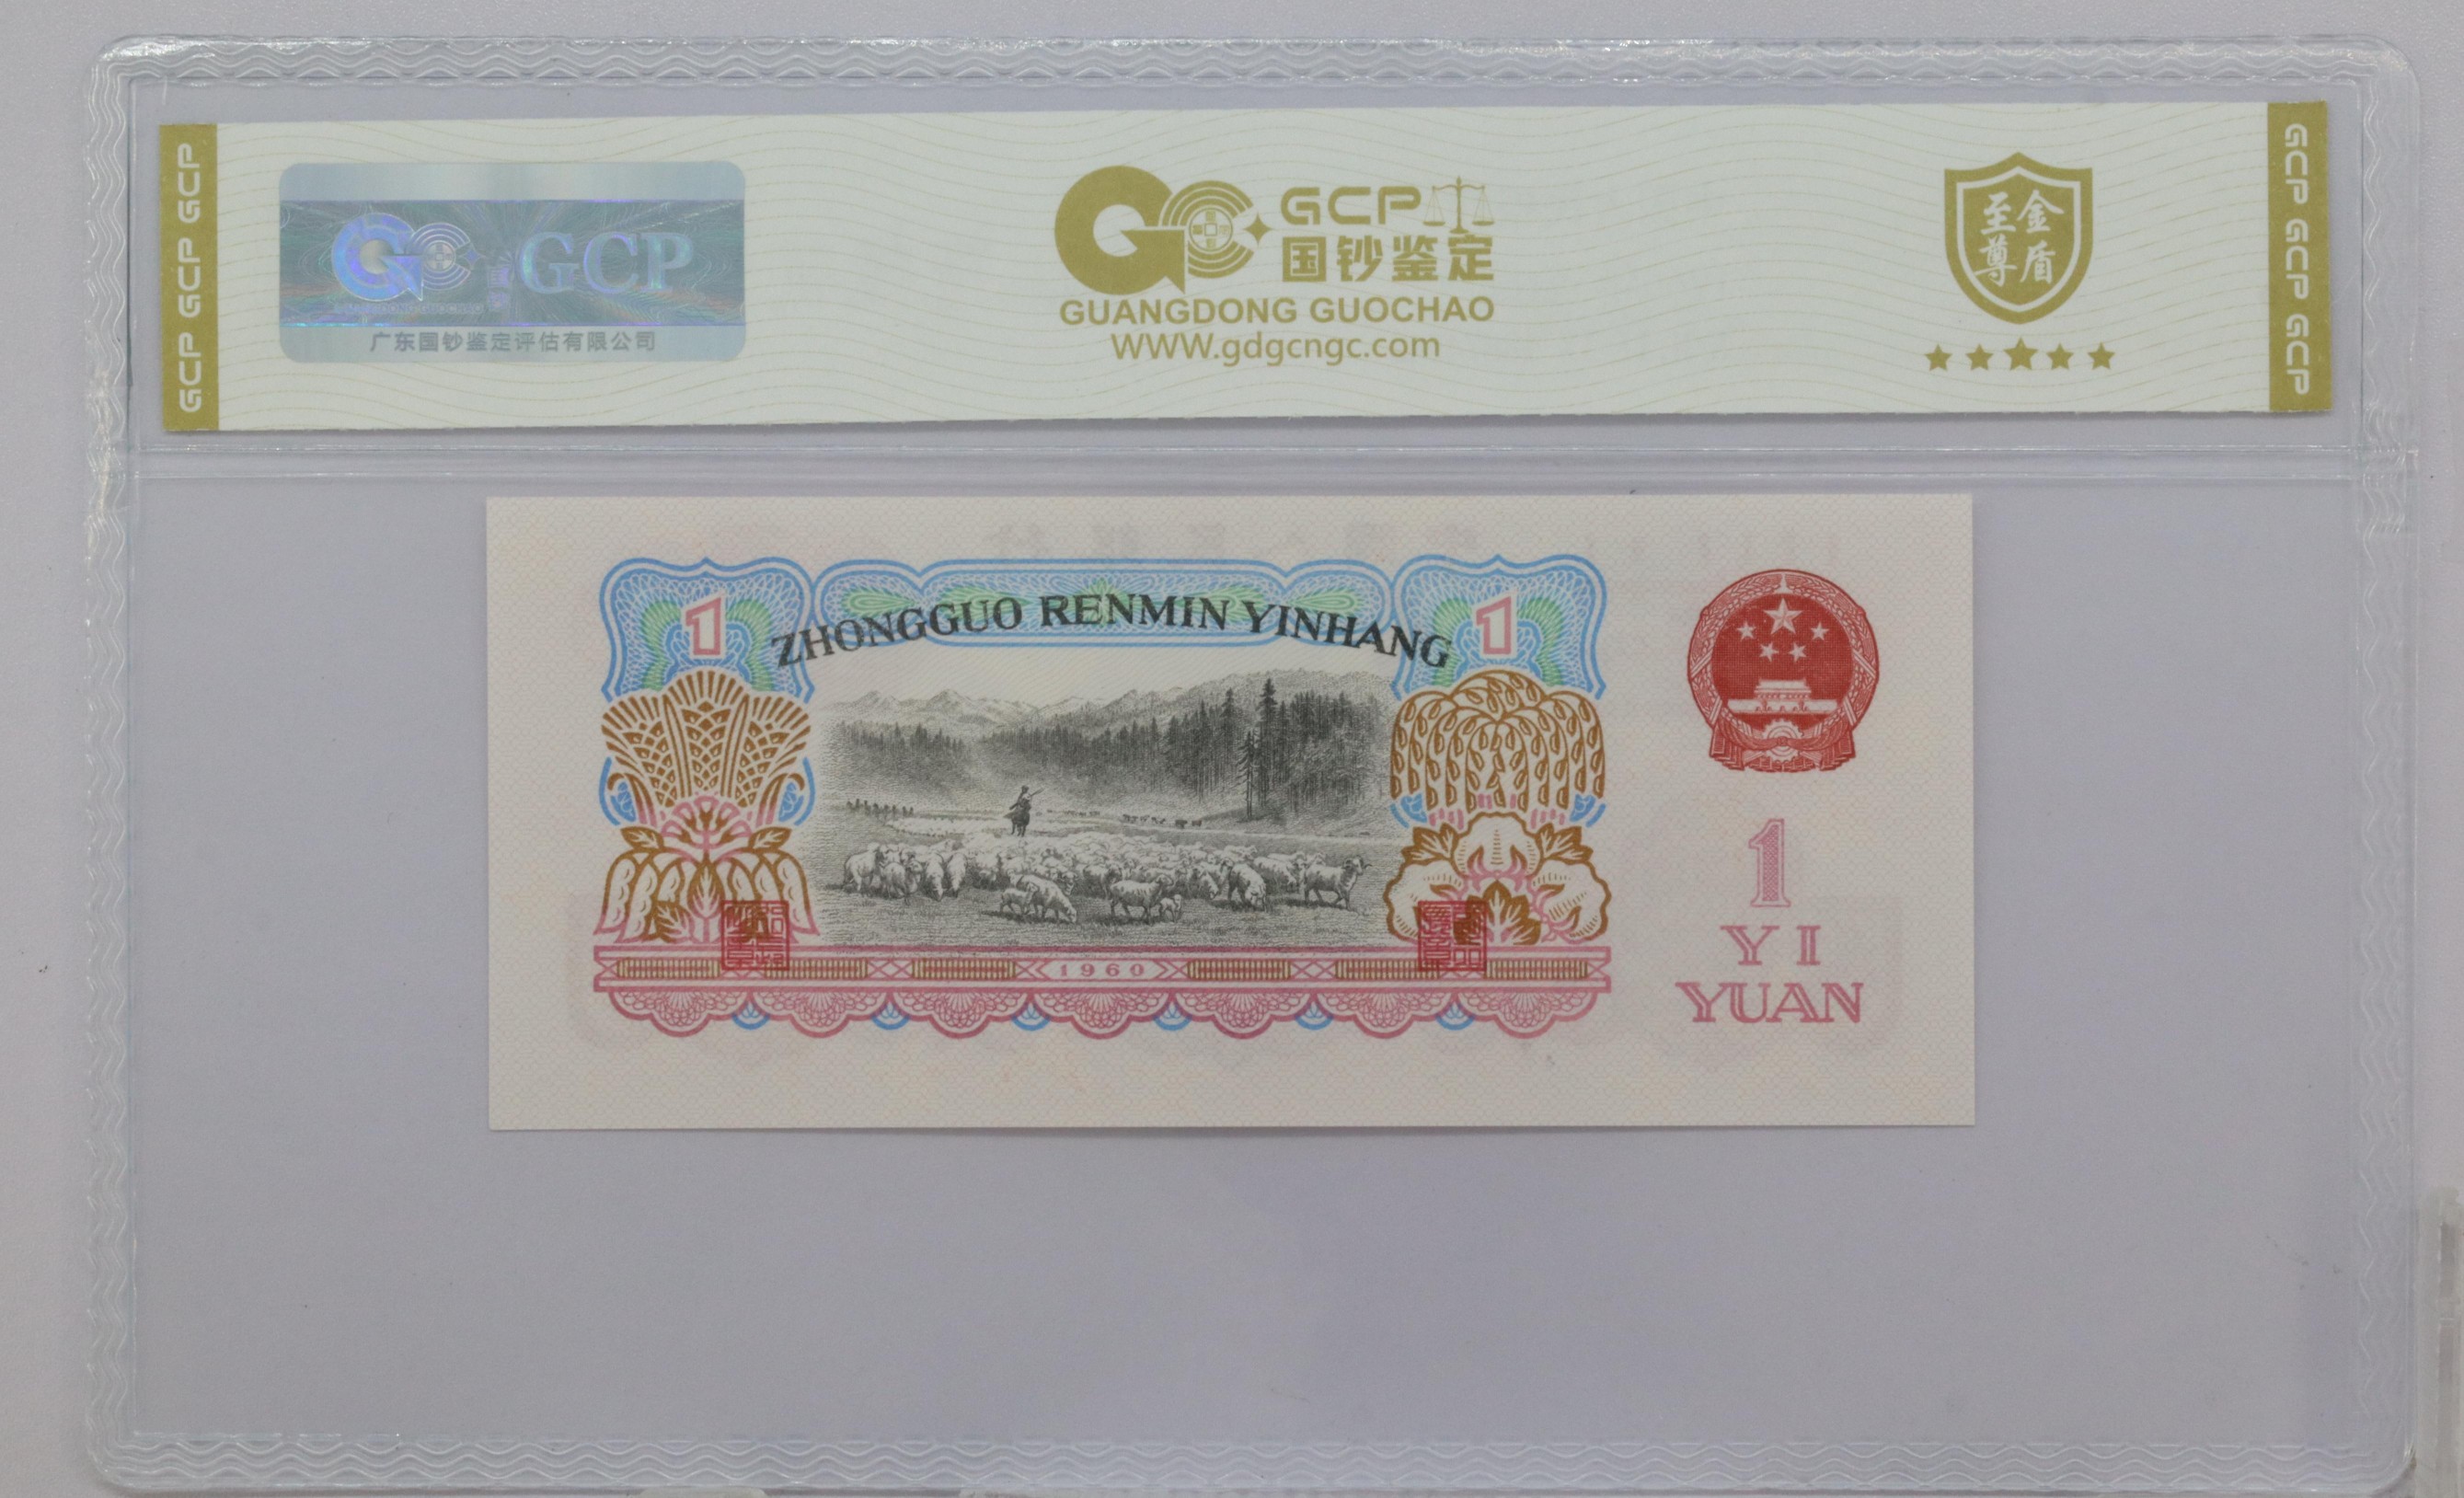 GCP GCP GCP
GCP
GUANGDONG GUOCHAO
广东国钞鉴定评估有限公司
GCP
国钞鉴定
GUANGDONG GUOCHAO
WWW.gdgcngc.com
至金
尊盾
GCP GCP GCP
ZHONGGUO RENMIN YINHANG
1
1
1960
1
YI
YUAN